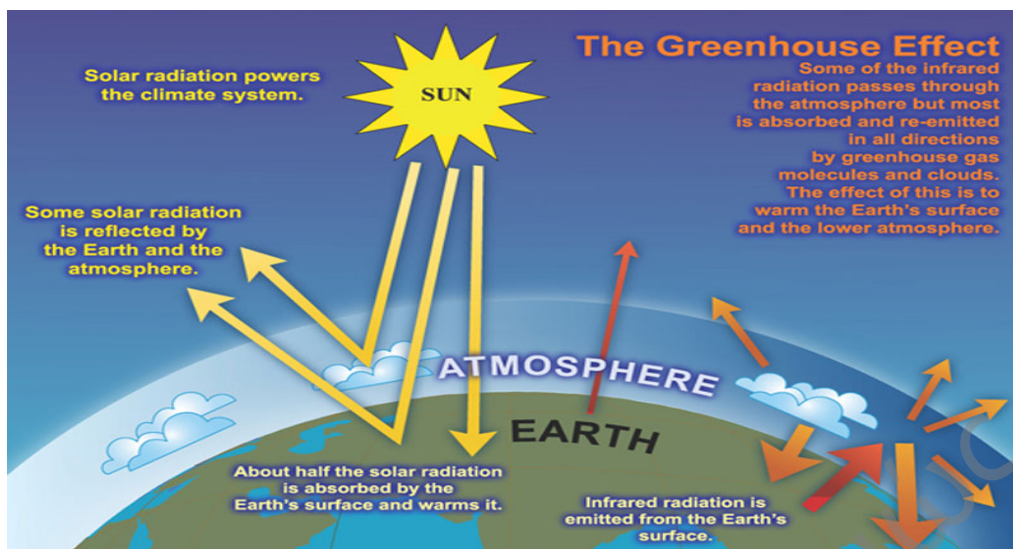 The Greenhouse Effect
Some of the infrared
radiation passes through
the atmosphere but most
is absorbed and re-emitted
in all directions
by greenhouse gas
molecules and clouds.
The effect of this is to
warm the Earth's surface
and the lower atmosphere.
Solar radiation powers
the climate system.
SUN
Some solar radiation
is reflected by
the Earth and the
atmosphere.
ATMOSPHERE
EARTH
About half the solar radiation
is absorbed by the
Earth's surface and warms it.
Infrared radiation is
emitted from the Earth's
surface.